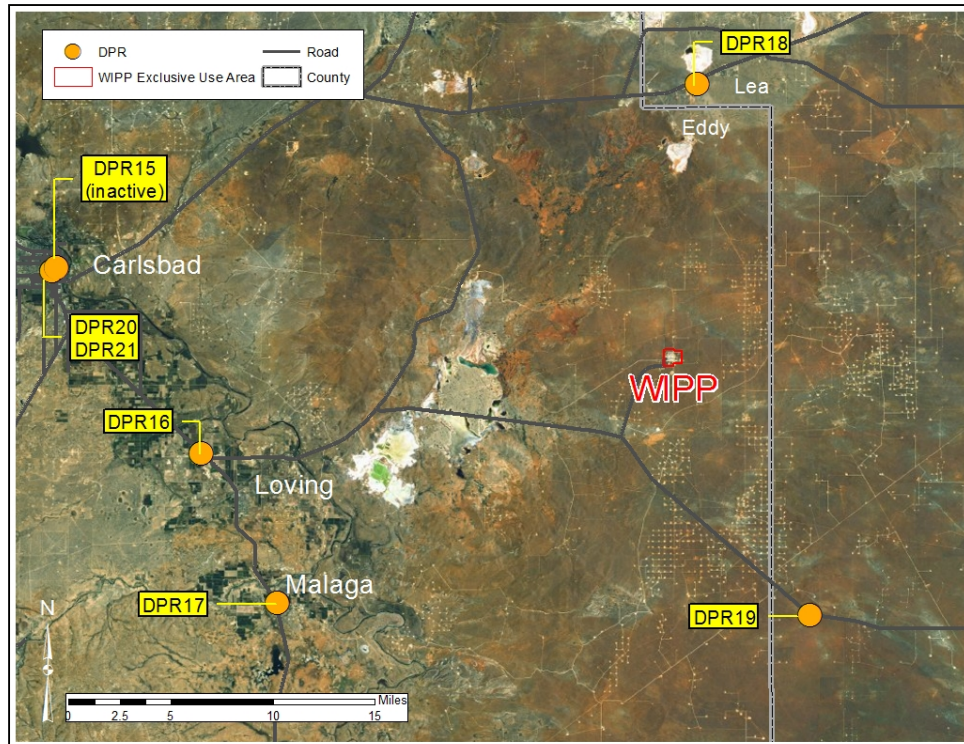 DPR
Road
WIPP Exclusive Use Area
County
DPR18
Lea
Eddy
DPR15
(inactive)
Carlsbad
DPR20
DPR21
WIPP
DPR16
Loving
Malaga
DPR17
DPR19
N
Miles
0 2.5 5 10 15